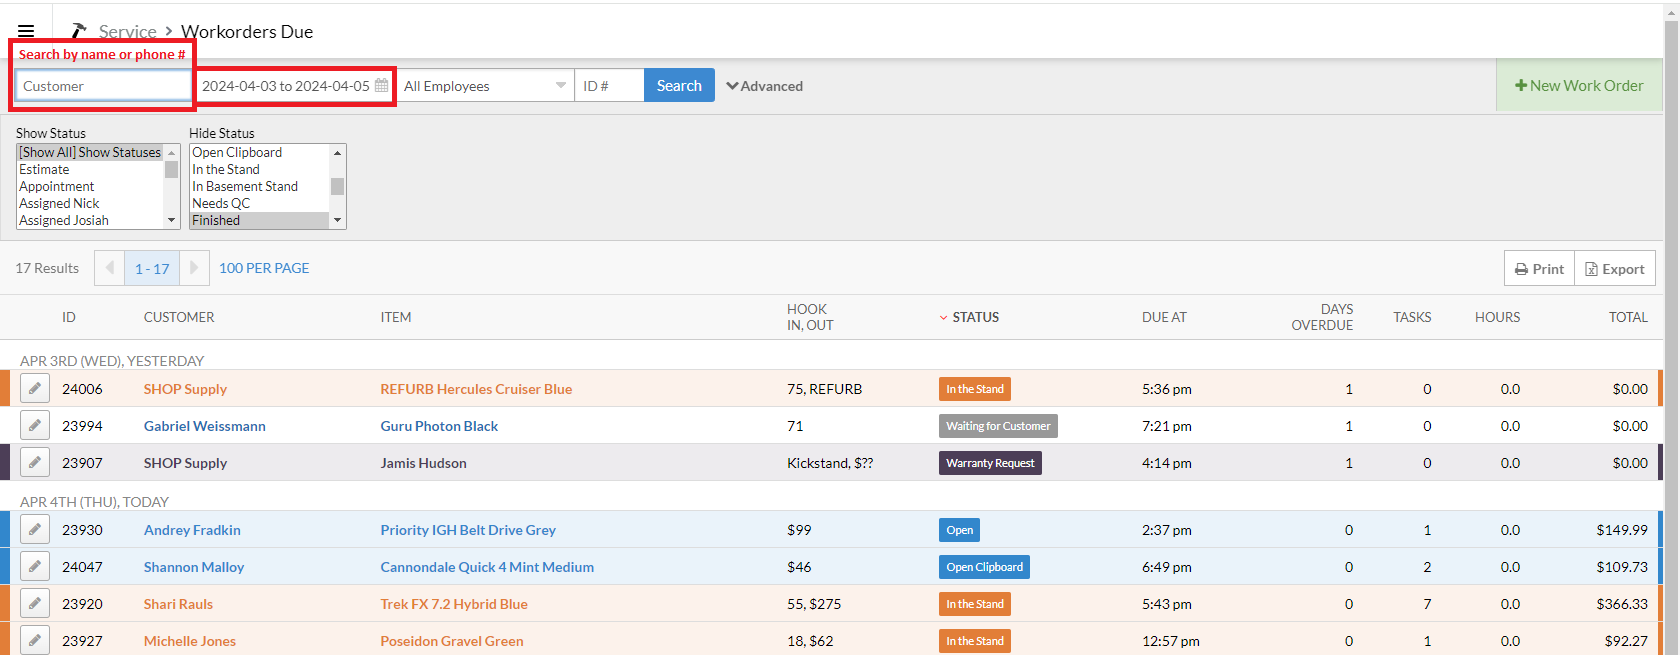 Service > Workorders Due
Search by name or phone #
Customer 2024-04-03 to 2024-04-05 All Employees ID # Search Advanced +New Work Order
Show Status Hide Status
[Show All] Show Statuses Open Clipboard
Estimate In the Stand
Appointment In Basement Stand
Assigned Nick Needs QC
Assigned Josiah Finished
17 Results 1 - 17 100 PER PAGE Print Export
ID CUSTOMER ITEM HOOK IN, OUT STATUS DUE AT DAYS OVERDUE TASKS HOURS TOTAL
APR 3RD (WED), YESTERDAY
24006 SHOP Supply REFURB Hercules Cruiser Blue 75, REFURB In the Stand 5:36 pm 1 0 0.0 $0.00
23994 Gabriel Weissmann Guru Photon Black 71 Waiting for Customer 7:21 pm 1 0 0.0 $0.00
23907 SHOP Supply Jamis Hudson Kickstand, $?? Warranty Request 4:14 pm 1 0 0.0 $0.00
APR 4TH (THU), TODAY
23930 Andrey Fradkin Priority IGH Belt Drive Grey $99 Open 2:37 pm 0 1 0.0 $149.99
24047 Shannon Malloy Cannondale Quick 4 Mint Medium $46 Open Clipboard 6:49 pm 0 2 0.0 $109.73
23920 Shari Rauls Trek FX 7.2 Hybrid Blue 55, $275 In the Stand 5:43 pm 0 7 0.0 $366.33
23927 Michelle Jones Poseidon Gravel Green 18, $62 In the Stand 12:57 pm 0 1 0.0 $92.27